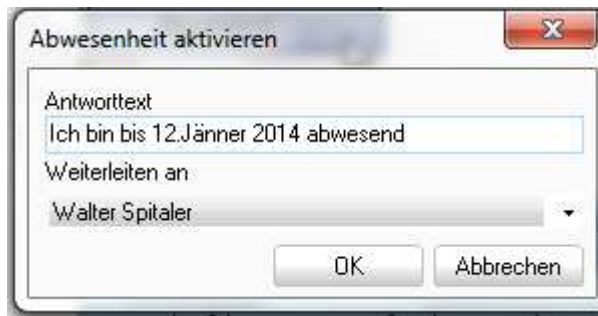 Abwesenheit aktivieren
Antworttext
Ich bin bis 12.Jänner 2014 abwesend
Weiterleiten an
Walter Spitaler
OK
Abbrechen